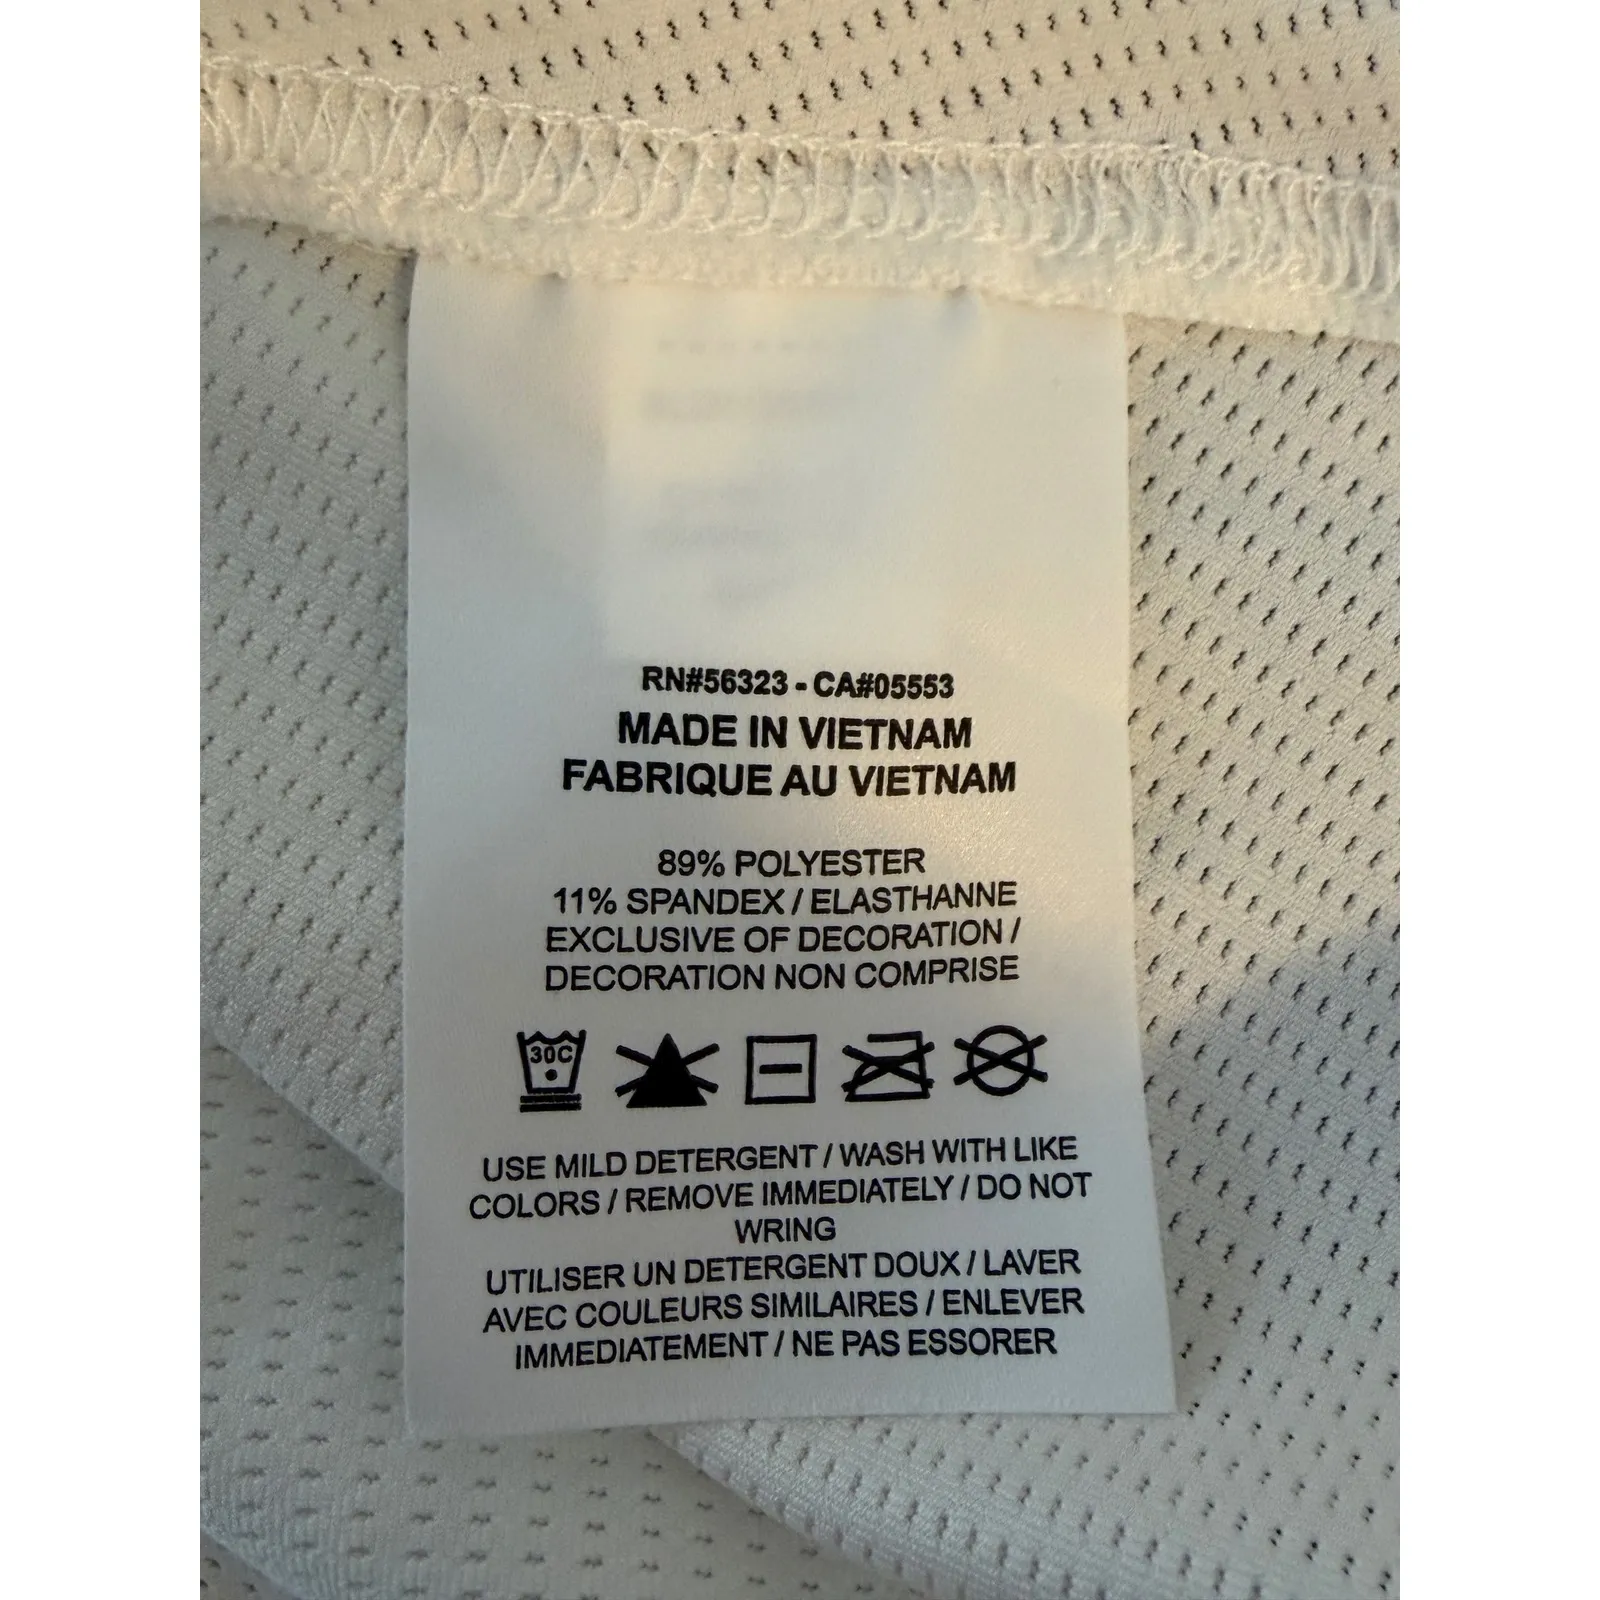 RN#56323 - CA#05553
MADE IN VIETNAM
FABRIQUE AU VIETNAM
89% POLYESTER
11% SPANDEX / ELASTHANNE
EXCLUSIVE OF DECORATION /
DECORATION NON COMPRISE
30C
USE MILD DETERGENT / WASH WITH LIKE
COLORS / REMOVE IMMEDIATELY / DO NOT
WRING
UTILISER UN DETERGENT DOUX / LAVER
AVEC COULEURS SIMILAIRES / ENLEVER
IMMEDIATEMENT / NE PAS ESSORER